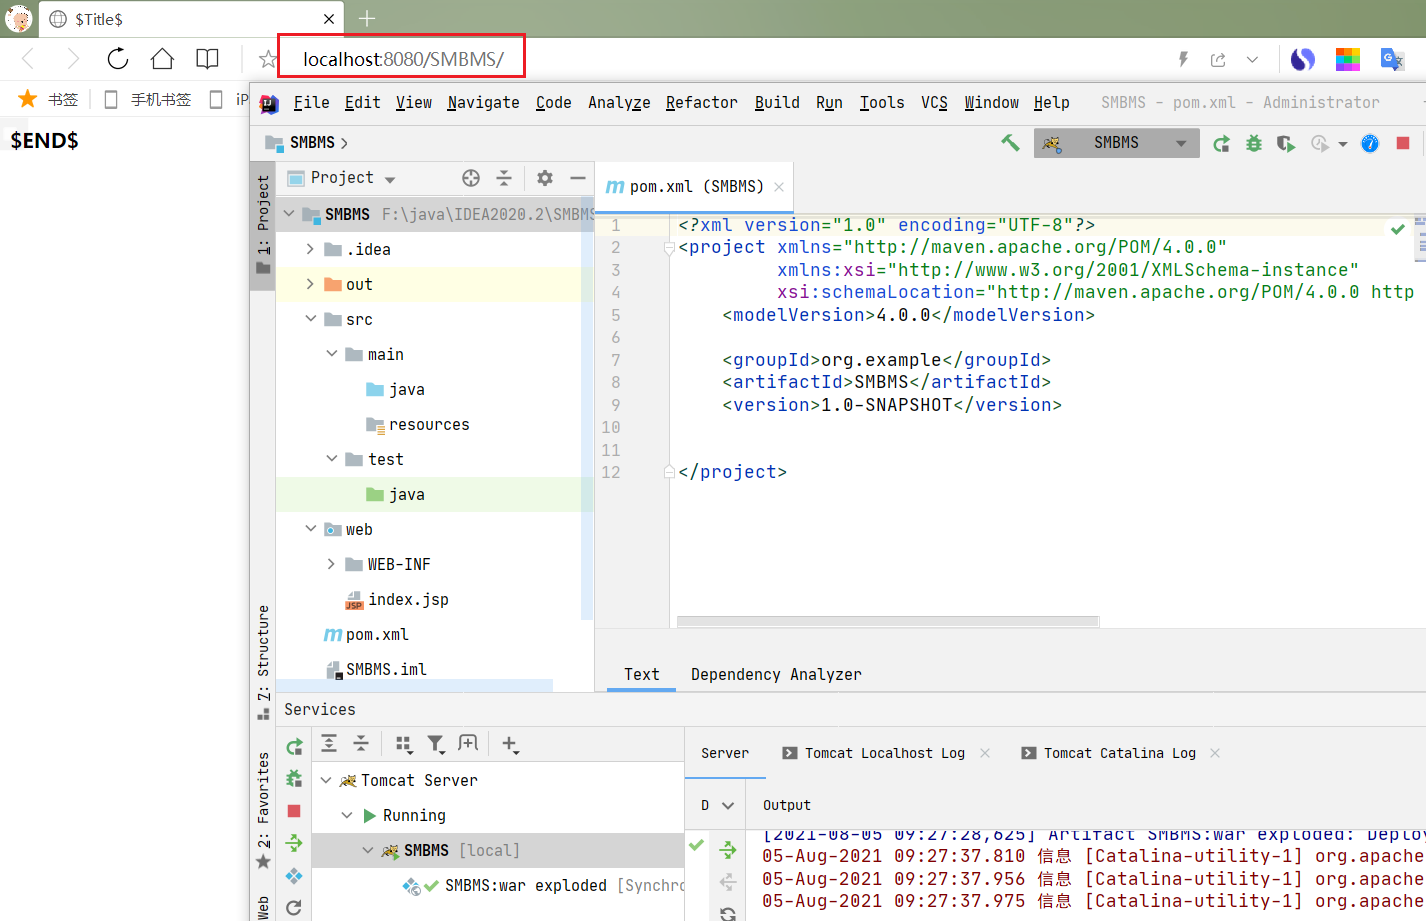 $Title$
localhost:8080/SMBMS/
书签
手机书签
iP
$END$
File Edit View Navigate Code Analyze Refactor Build Run Tools VCS Window Help SMBMS - pom.xml - Administrator
SMBMS
SMBMS
1: Project
Project
pom.xml (SMBMS)
SMBMS F:\java\IDEA2020.2\SMBMS
.idea
out
src
main
java
resources
test
java
web
WEB-INF
index.jsp
pom.xml
SMBMS.iml
1 <?xml version="1.0" encoding="UTF-8"?>
2 <project xmlns="http://maven.apache.org/POM/4.0.0"
3 xmlns:xsi="http://www.w3.org/2001/XMLSchema-instance"
4 xsi:schemaLocation="http://maven.apache.org/POM/4.0.0 http
5 <modelVersion>4.0.0</modelVersion>
6
7 <groupId>org.example</groupId>
8 <artifactId>SMBMS</artifactId>
9 <version>1.0-SNAPSHOT</version>
10
11
12 </project>
Text Dependency Analyzer
Z: Structure
2: Favorites
Web
Services
Tomcat Server
Running
SMBMS [local]
SMBMS:war exploded [Synchro
Server Tomcat Localhost Log Tomcat Catalina Log
D Output
[2021-08-05 09:27:28,625] Artifact SMBMS:war exploded: Deploy
05-Aug-2021 09:27:37.810 信息 [Catalina-utility-1] org.apache
05-Aug-2021 09:27:37.956 信息 [Catalina-utility-1] org.apache
05-Aug-2021 09:27:37.975 信息 [Catalina-utility-1] org.apache